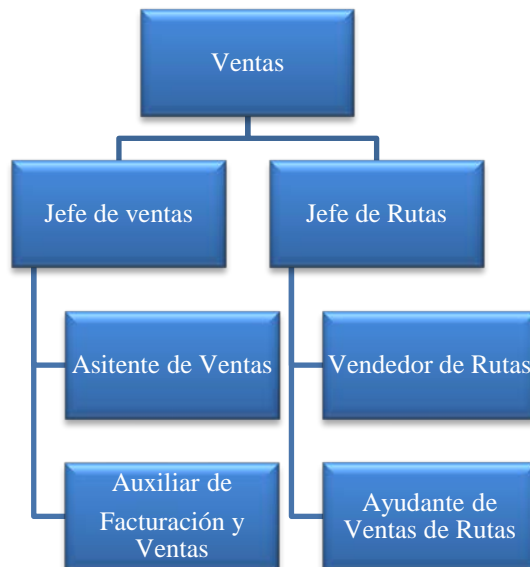 Ventas
Jefe de ventas
Jefe de Rutas
Asitente de Ventas
Vendedor de Rutas
Auxiliar de
Facturación y
Ventas
Ayudante de
Ventas de Rutas